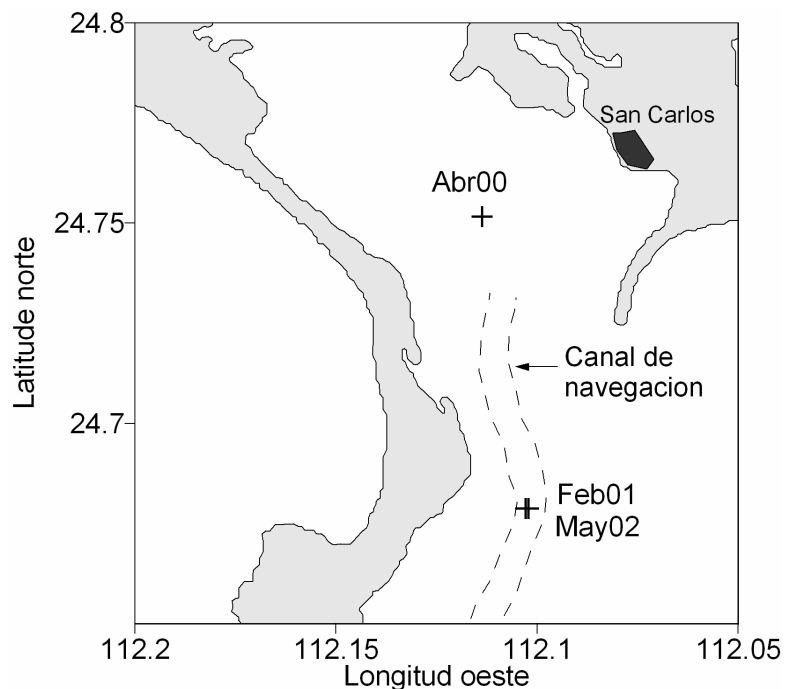 24.8
San Carlos
Abr00
24.75
Canal de
navegacion
24.7
Feb01
May02
112.2
112.15
112.1
112.05
Longitud oeste
Latitude norte